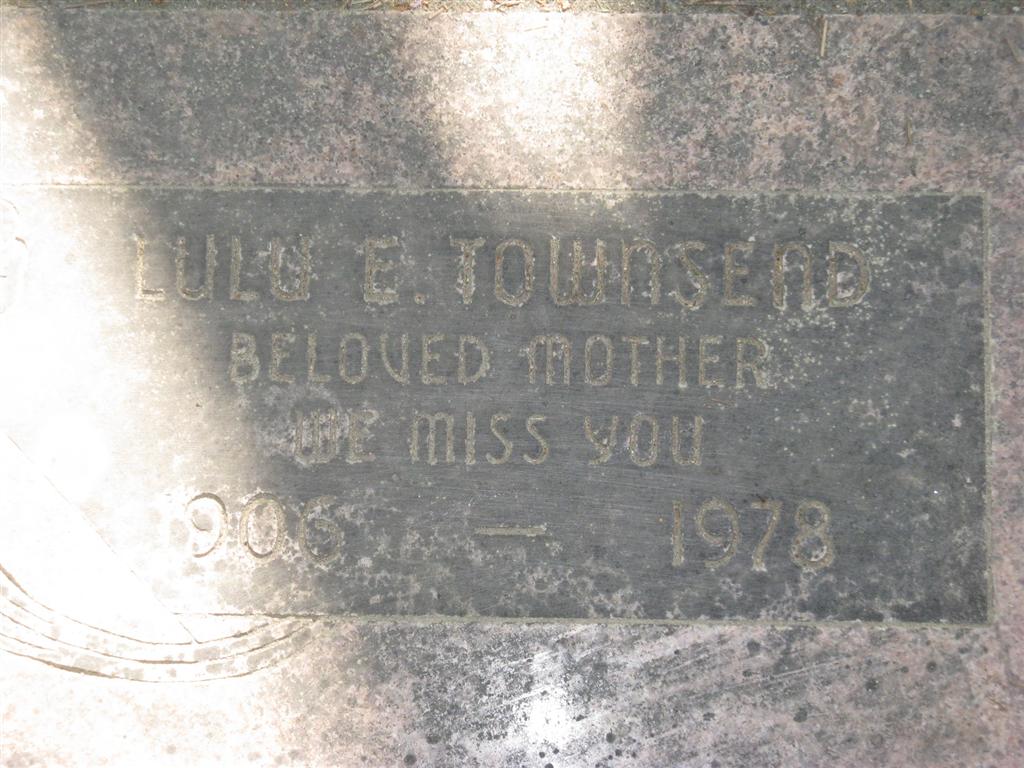 LULU E. TOWNSEND
BELOVED MOTHER
WE MISS YOU
1906 — 1978